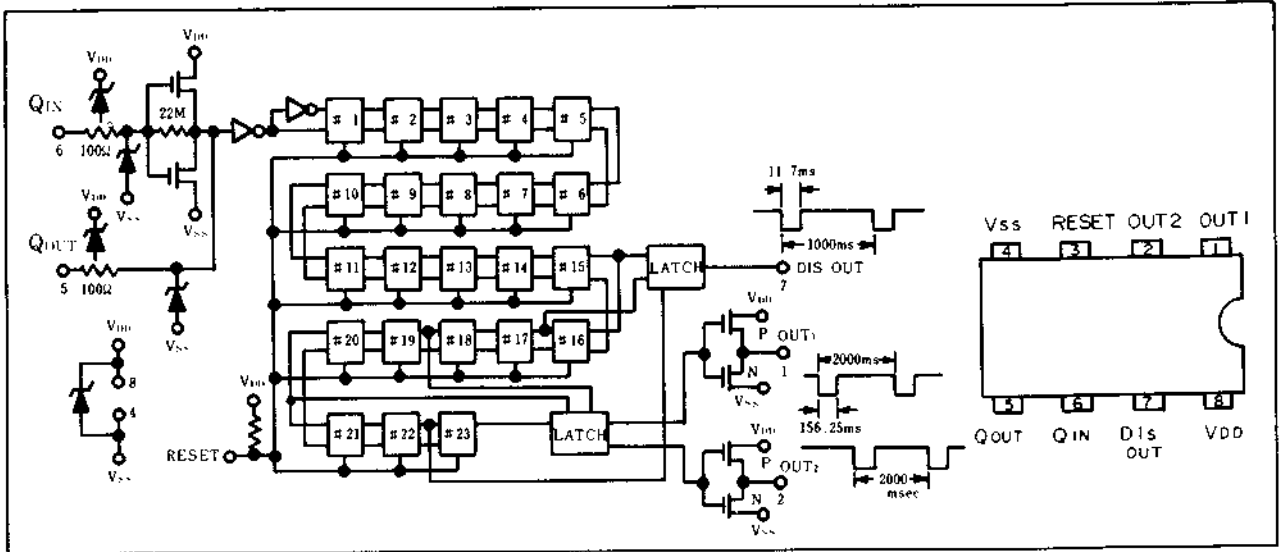 VDD
VDD
QIN
22M
6
100Ω
VSS
VDD
VSS
QOUT
5
100Ω
VSS
VDD
8
4
VSS
# 1
# 2
# 3
# 4
# 5
#10
# 9
# 8
# 7
# 6
#11
#12
#13
#14
#15
LATCH
#20
#19
#18
#17
#16
#21
#22
#23
LATCH
VDD
RESET
11 7ms
1000ms
DIS OUT
7
VDD
P
OUT1
1
N
VSS
2000ms
156.25ms
VDD
P
OUT2
2
N
VSS
2000
msec
VSS RESET OUT2 OUT1
4 3 2 1
5 6 7 8
QOUT QIN DIS VDD
OUT